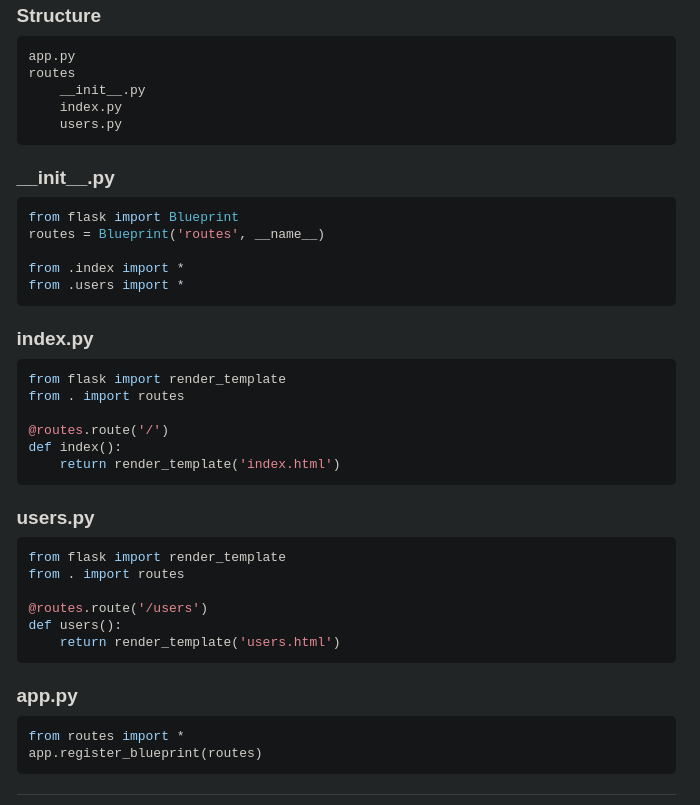 Structure
app.py
routes
    __init__.py
    index.py
    users.py
__init__.py
from flask import Blueprint
routes = Blueprint('routes', __name__)
from .index import *
from .users import *
index.py
from flask import render_template
from . import routes
@routes.route('/')
def index():
    return render_template('index.html')
users.py
from flask import render_template
from . import routes
@routes.route('/users')
def users():
    return render_template('users.html')
app.py
from routes import *
app.register_blueprint(routes)